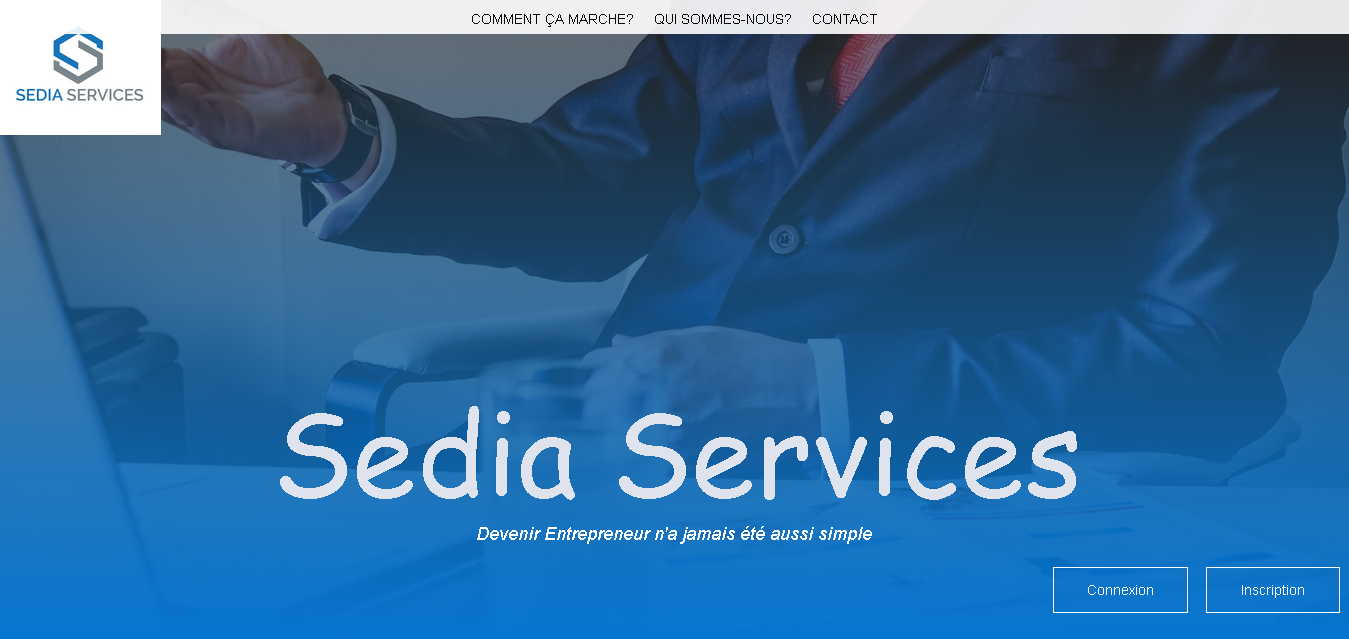 COMMENT ÇA MARCHE? QUI SOMMES-NOUS? CONTACT
SEDIA SERVICES
Sedia Services
Devenir Entrepreneur n'a jamais été aussi simple
Connexion Inscription